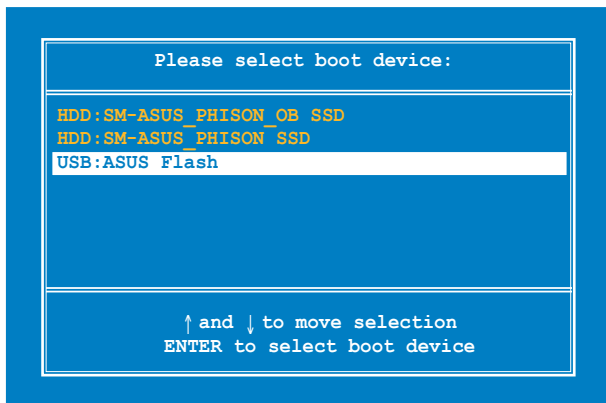 Please select boot device:
HDD:SM-ASUS_PHISON_OB SSD
HDD:SM-ASUS_PHISON SSD
USB:ASUS Flash
↑ and ↓ to move selection
ENTER to select boot device